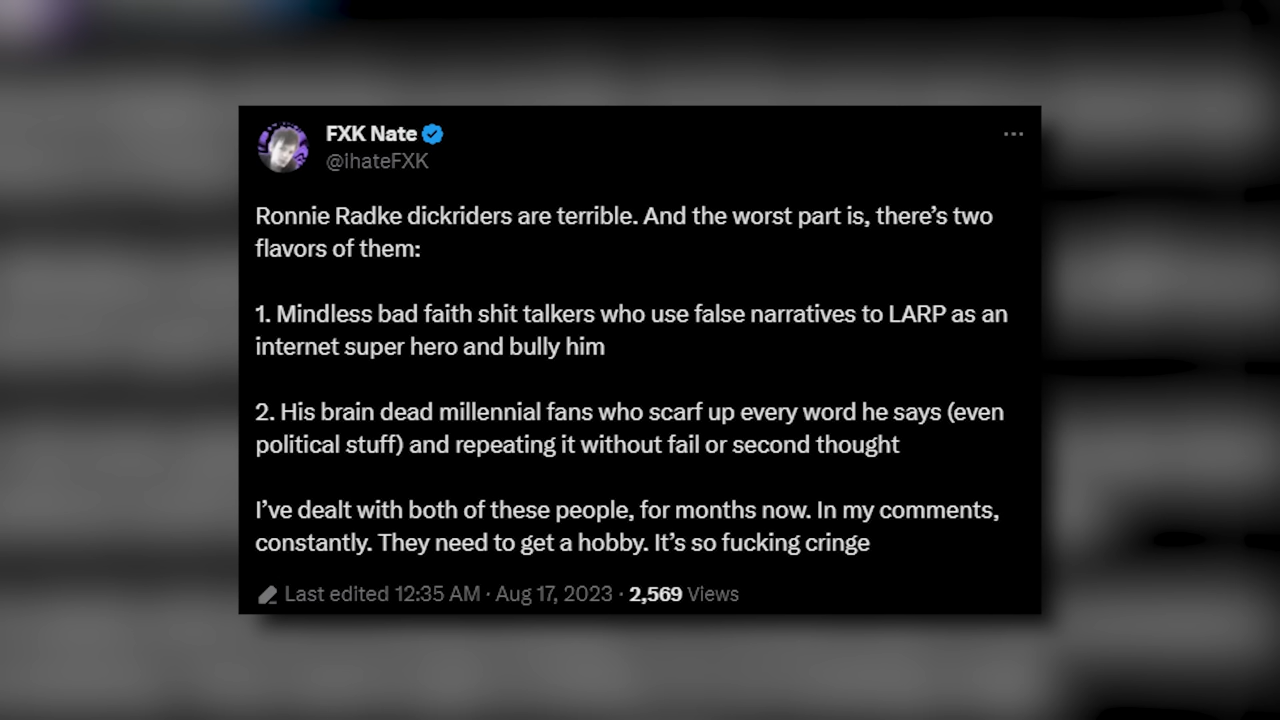 FXK Nate
@ihateFXK
Ronnie Radke dickriders are terrible. And the worst part is, there’s two
flavors of them:
1. Mindless bad faith shit talkers who use false narratives to LARP as an
internet super hero and bully him
2. His brain dead millennial fans who scarf up every word he says (even
political stuff) and repeating it without fail or second thought
I’ve dealt with both of these people, for months now. In my comments,
constantly. They need to get a hobby. It’s so fucking cringe
Last edited 12:35 AM · Aug 17, 2023 · 2,569 Views